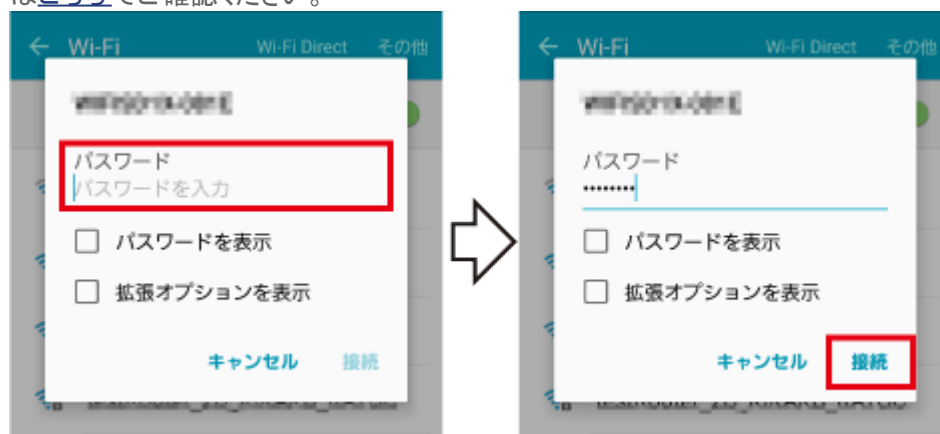 はこちらでご確認ください。
← Wi-Fi Wi-Fi Direct その他
パスワード
パスワードを入力
パスワードを表示
拡張オプションを表示
キャンセル 接続
← Wi-Fi Wi-Fi Direct その他
パスワード
••••••••
パスワードを表示
拡張オプションを表示
キャンセル 接続